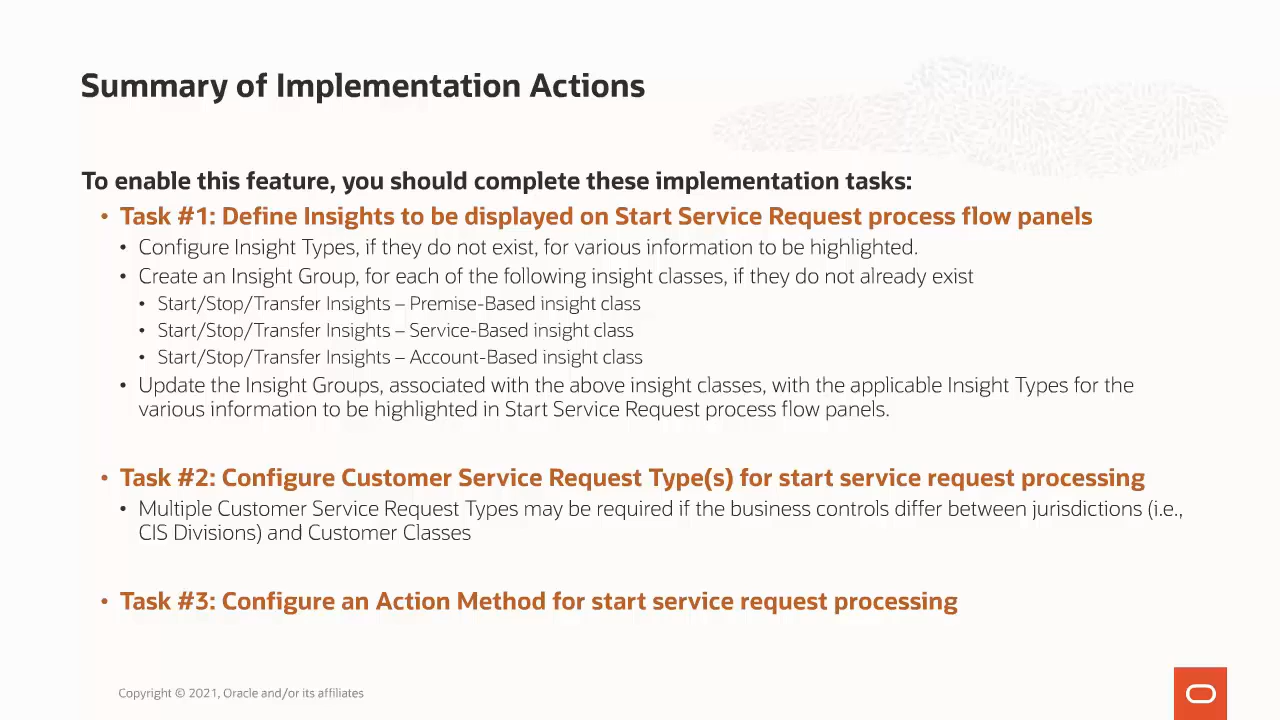 Summary of Implementation Actions
To enable this feature, you should complete these implementation tasks:
• Task #1: Define Insights to be displayed on Start Service Request process flow panels
• Configure Insight Types, if they do not exist, for various information to be highlighted.
• Create an Insight Group, for each of the following insight classes, if they do not already exist
• Start/Stop/Transfer Insights – Premise-Based insight class
• Start/Stop/Transfer Insights – Service-Based insight class
• Start/Stop/Transfer Insights – Account-Based insight class
• Update the Insight Groups, associated with the above insight classes, with the applicable Insight Types for the
various information to be highlighted in Start Service Request process flow panels.
• Task #2: Configure Customer Service Request Type(s) for start service request processing
• Multiple Customer Service Request Types may be required if the business controls differ between jurisdictions (i.e.,
CIS Divisions) and Customer Classes
• Task #3: Configure an Action Method for start service request processing
Copyright © 2021, Oracle and/or its affiliates